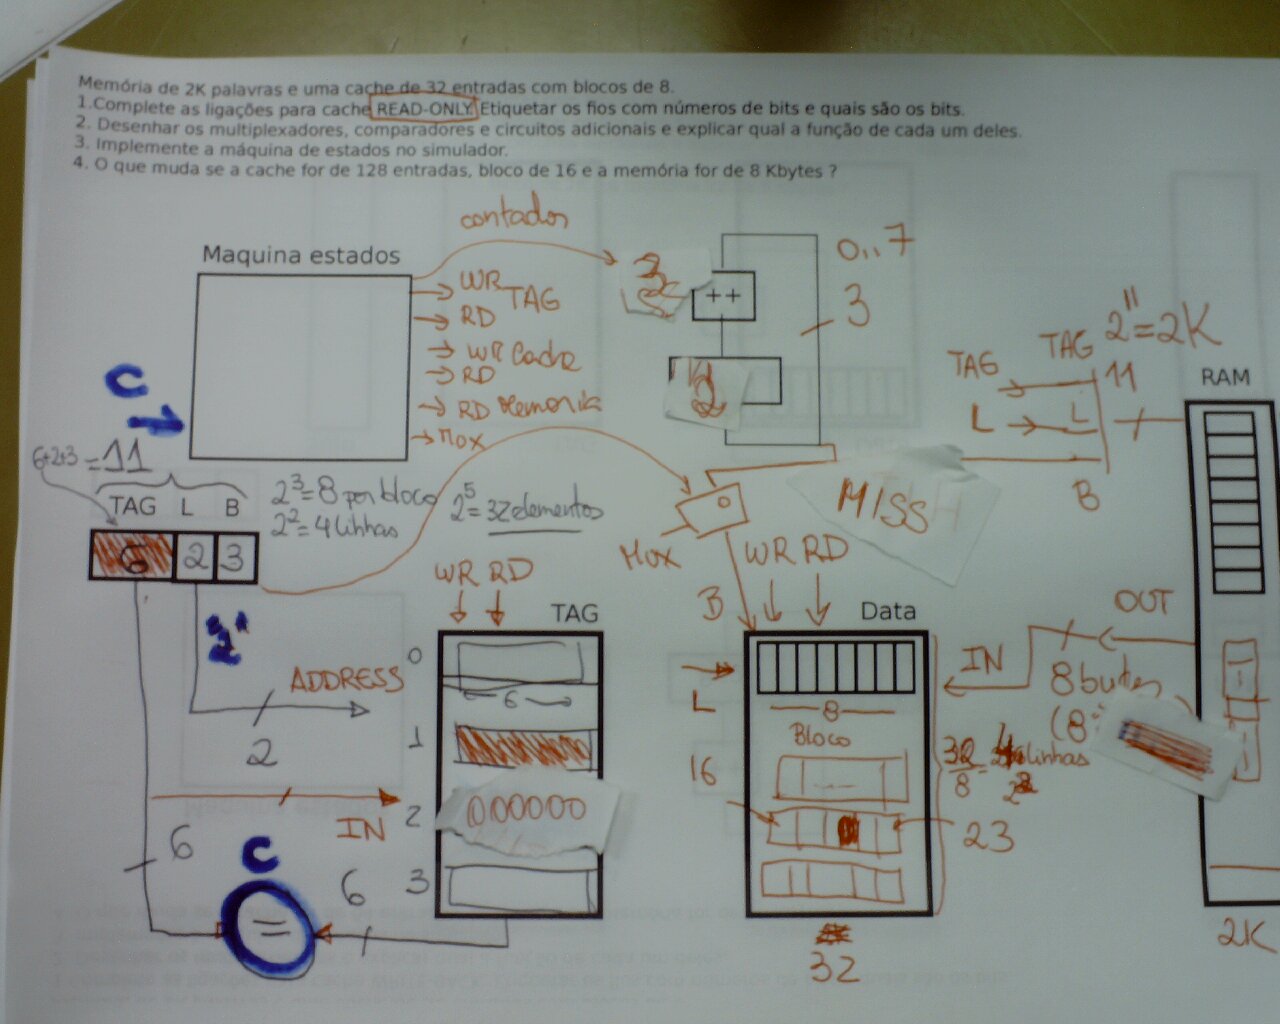 Memória de 2K palavras e uma cache de 32 entradas com blocos de 8.
1.Complete as ligações para cache READ-ONLY. Etiquetar os fios com números de bits e quais são os bits.
2. Desenhar os multiplexadores, comparadores e circuitos adicionais e explicar qual a função de cada um deles.
3. Implemente a máquina de estados no simulador.
4. O que muda se a cache for de 128 entradas, bloco de 16 e a memória for de 8 Kbytes ?
contador
Maquina estados
0..7
WR
TAG
RD
++
3
WR Cache
RD
RD Memoria
MUX
C
2
TAG
TAG
2^11=2K
11
L
L
B
RAM
6+2+3=11
TAG L B
6 2 3
2^3=8 por bloco
2^2=4 linhas
2^5=32 elementos
MISS
MUX
WR RD
WR RD
B
TAG
Data
OUT
IN
0
6
ADDRESS
2
L
8
Bloco
8 butes
(8
1
32/8=
linhas
16
23
2
000000
IN
6
C
=
6
3
32
2K